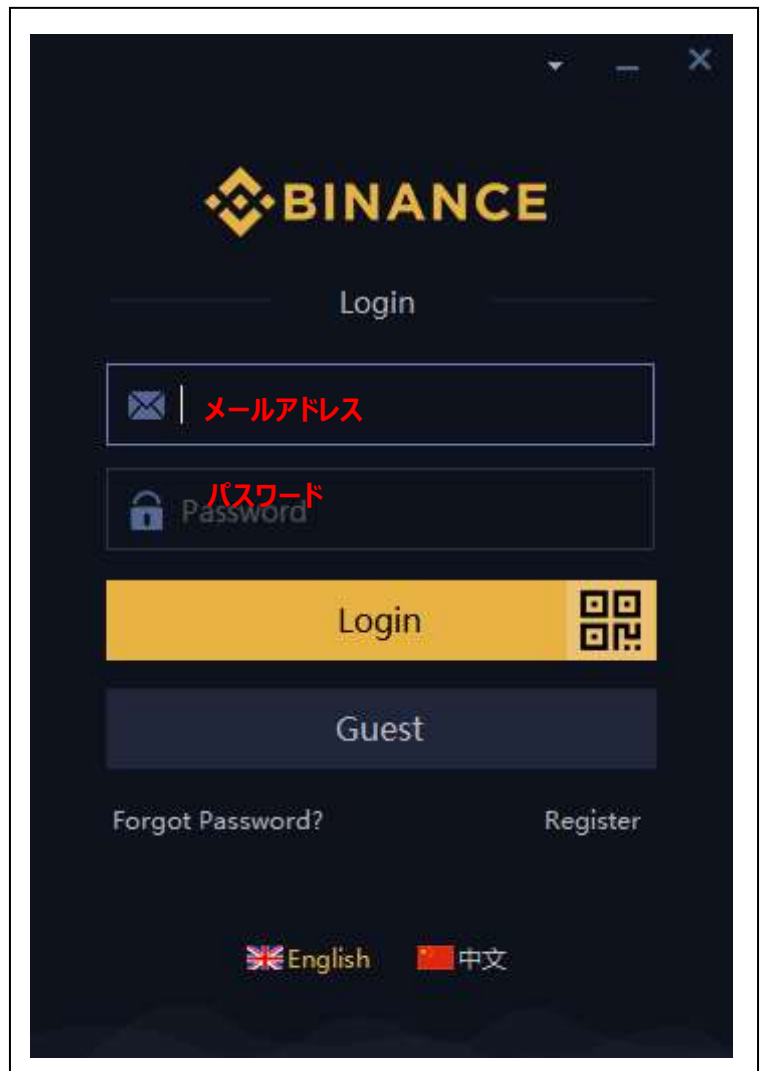 BINANCE
Login
メールアドレス
パスワード
Password
Login
Guest
Forgot Password? Register
English 中文